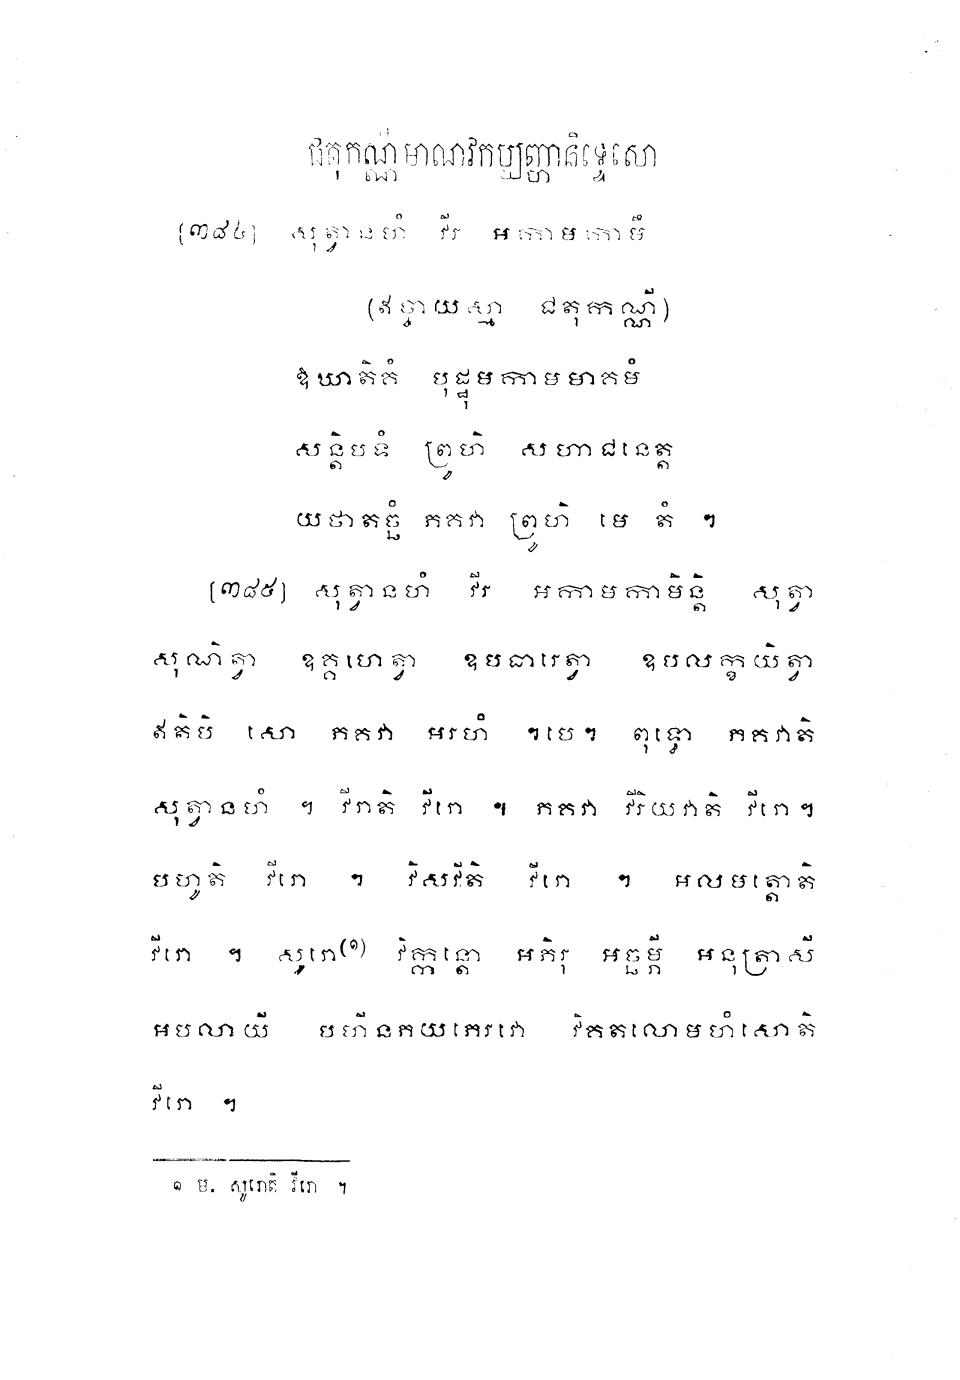 ជតុកណ្ណីមាណវកប្បញ្ហានិទ្ទេសោ
[៣៨៤] សុត្វានហំ វីរ អកាមកាមឹ
(ឥច្ចាយស្មា ជតុកណ្ណី)
ឱឃាតិគំ បុដ្ឋុមកាមមាគមំ
សន្តិបទំ ព្រូហិ សហាជនេត្ត
យថាតច្ឆំ ភគវា ព្រូហិ មេ តំ ។
[៣៨៥] សុត្វានហំ វីរ អកាមកាមិន្តិ សុត្វា
សុណិត្វា ឧគ្គហេត្វា ឧបធារេត្វា ឧបលក្ខយិត្វា
ឥតិបិ សោ ភគវា អរហំ ។បេ។ ពុទ្ធោ ភគវាតិ
សុត្វានហំ ។ វីរាតិ វីរោ ។ ភគវា វីរិយវាតិ វីរោ។
បហូតិ វីរោ ។ វិសវីតិ វីរោ ។ អលមត្តោតិ
វីរោ ។ សូរោ(១) វិក្កន្តោ អភិរុ អច្ឆម្ភី អនុត្រាសី
អបលាយី បហីនភយភេរវោ វិគតលោមហំសោតិ
វីរោ ។
១ ម. សូរោតិ វីរោ ។